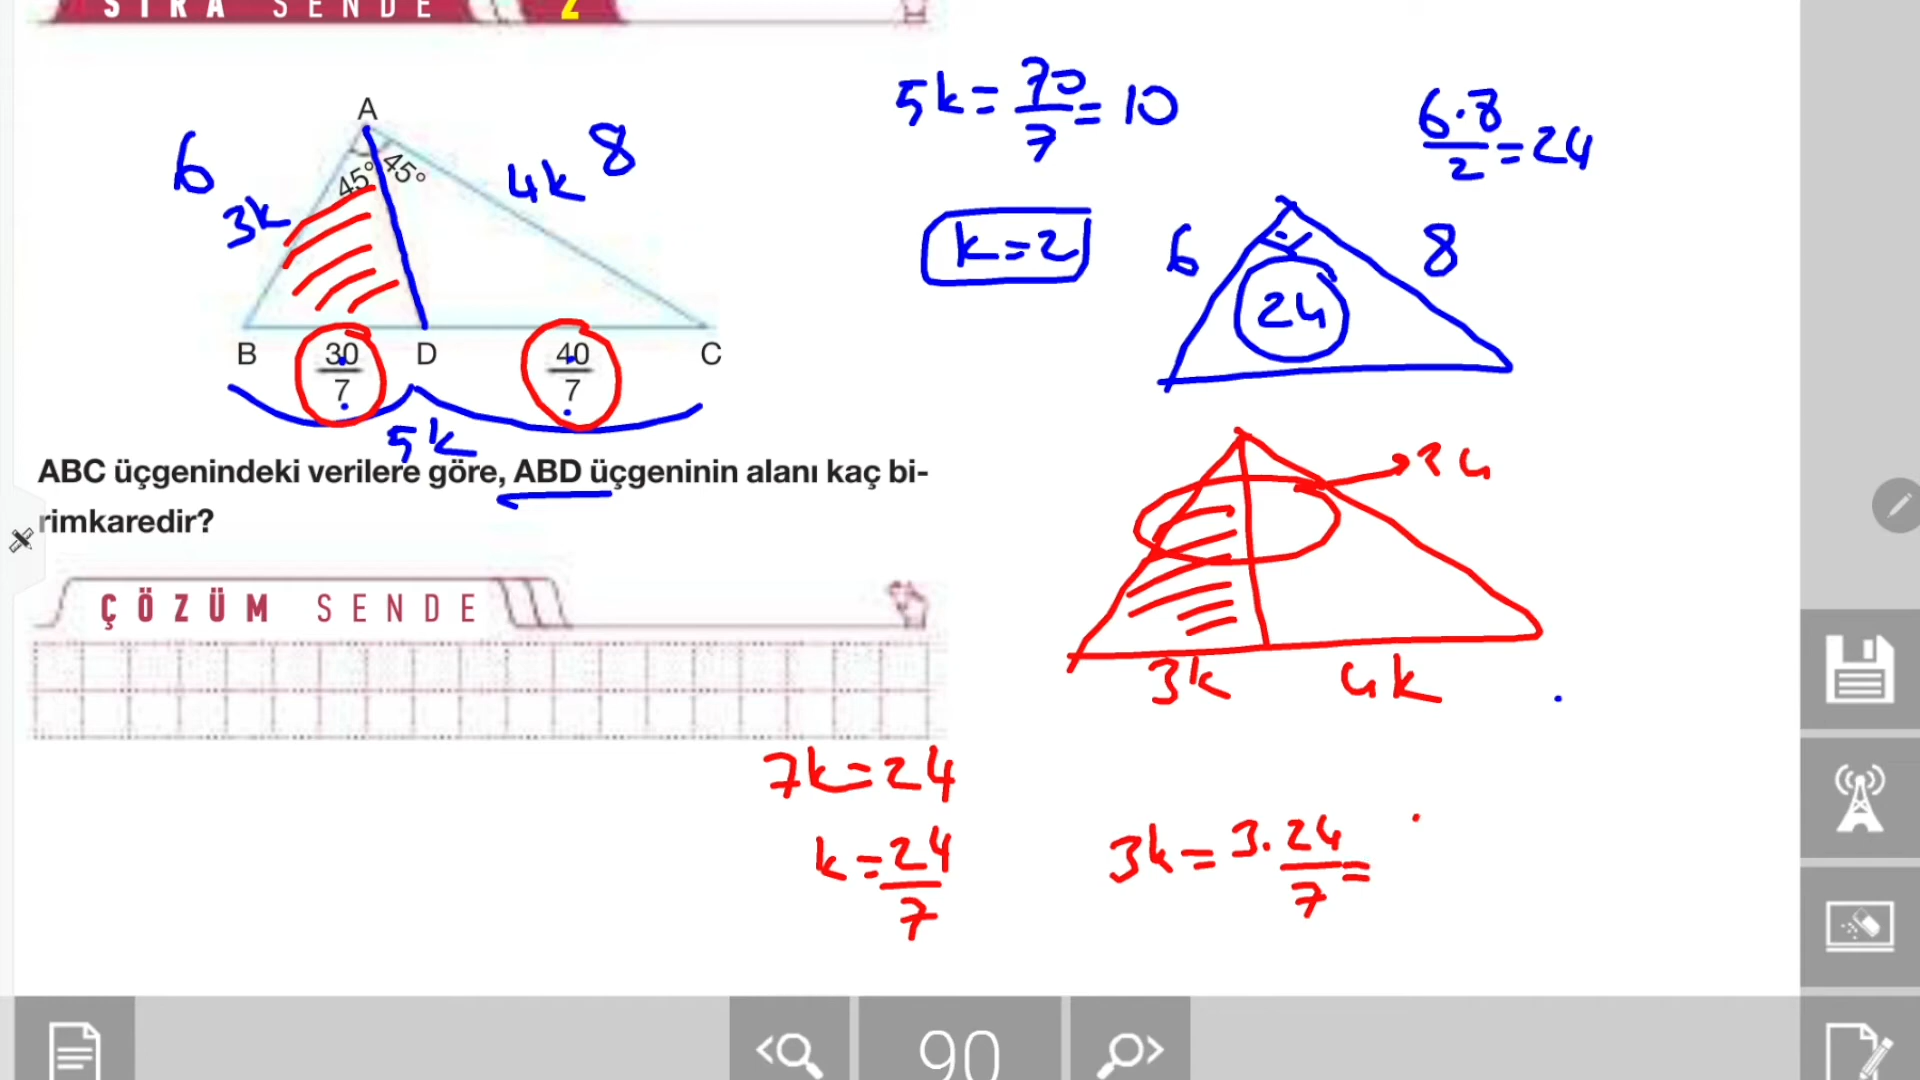 SIRA SENDE 2
A
45° 45°
6
3k
4k 8
B 30/7 D 40/7 C
5k
ABC üçgenindeki verilere göre, ABD üçgeninin alanı kaç bi-
rimkaredir?
ÇÖZÜM SENDE
5k = 70/7 = 10
k=2
6.8/2 = 24
6 8
24
24
3k 4k
7k=24
k=24/7
3k = 3.24/7 =
90